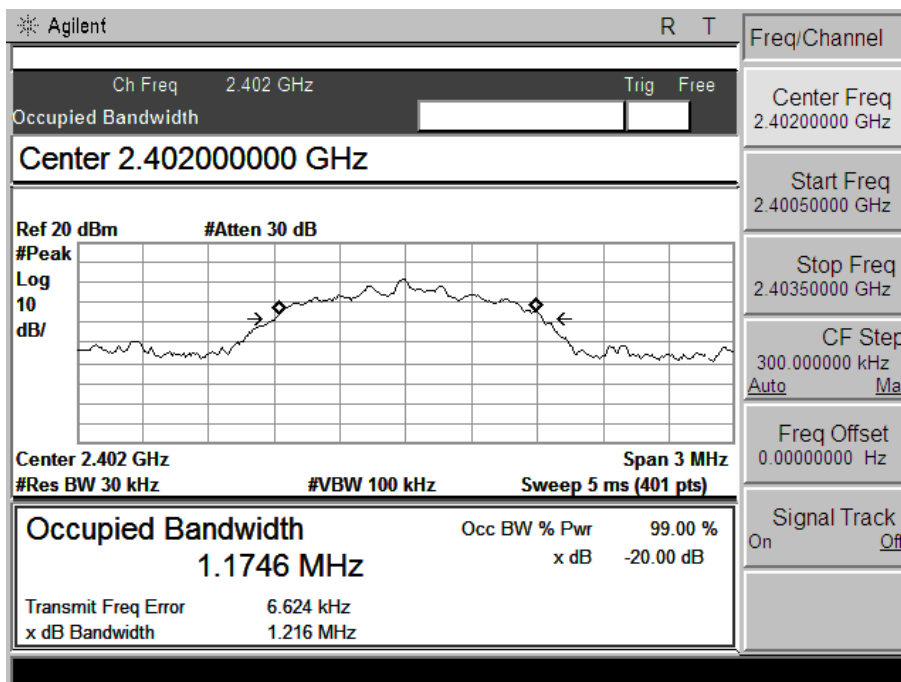 Agilent R T
Freq/Channel
Ch Freq 2.402 GHz Trig Free
Occupied Bandwidth
Center 2.402000000 GHz
Ref 20 dBm #Atten 30 dB
#Peak
Log
10
dB/
Center 2.402 GHz Span 3 MHz
#Res BW 30 kHz #VBW 100 kHz Sweep 5 ms (401 pts)
Occupied Bandwidth Occ BW % Pwr 99.00 %
1.1746 MHz x dB -20.00 dB
Transmit Freq Error 6.624 kHz
x dB Bandwidth 1.216 MHz
Center Freq
2.40200000 GHz
Start Freq
2.40050000 GHz
Stop Freq
2.40350000 GHz
CF Step
300.000000 kHz
Auto Ma
Freq Offset
0.00000000 Hz
Signal Track
On Off